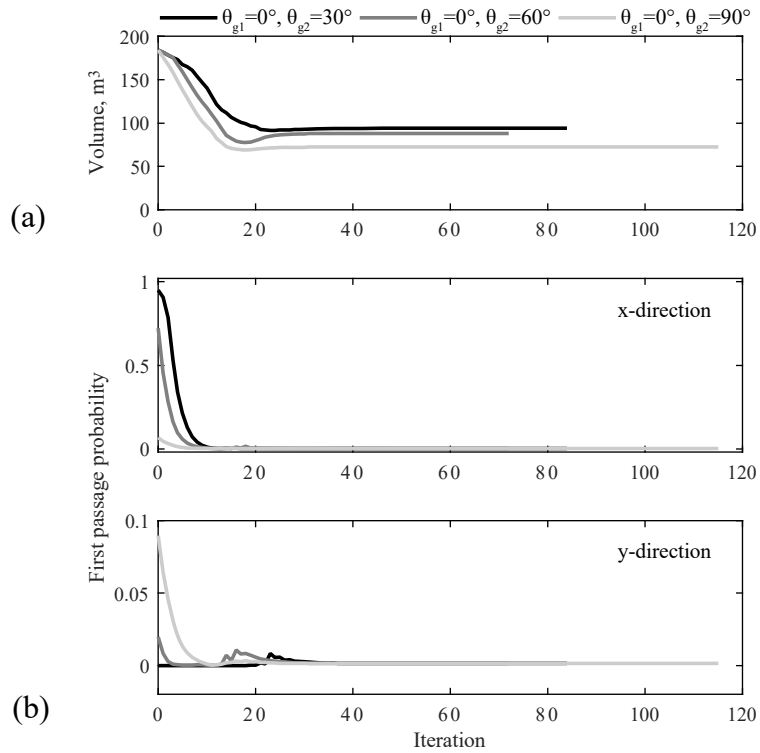 θg1=0°, θg2=30° θg1=0°, θg2=60° θg1=0°, θg2=90°
200
150
100
50
0
Volume, m³
(a)
0 20 40 60 80 100 120
1
0.5
0
x-direction
0 20 40 60 80 100 120
First passage probability
0.1
0.05
0
y-direction
(b)
0 20 40 60 80 100 120
Iteration